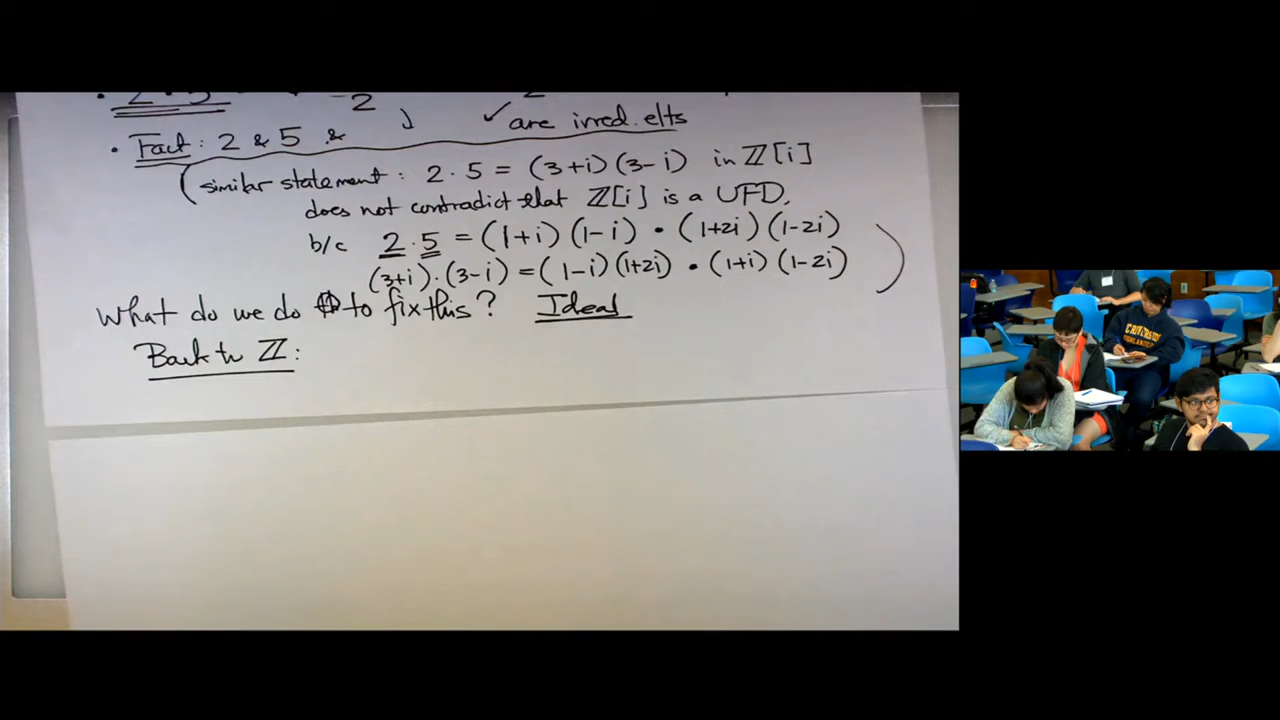 • Fact : 2 & 5 & ✓ are irred. elts
(similar statement : 2 · 5 = (3+i)(3-i) in ℤ[i]
does not contradict that ℤ[i] is a UFD.
b/c 2 · 5 = (1+i)(1-i) • (1+2i)(1-2i)
(3+i)·(3-i) = (1-i)(1+2i) • (1+i)(1-2i) )
What do we do to fix this? Ideal
Back to ℤ: